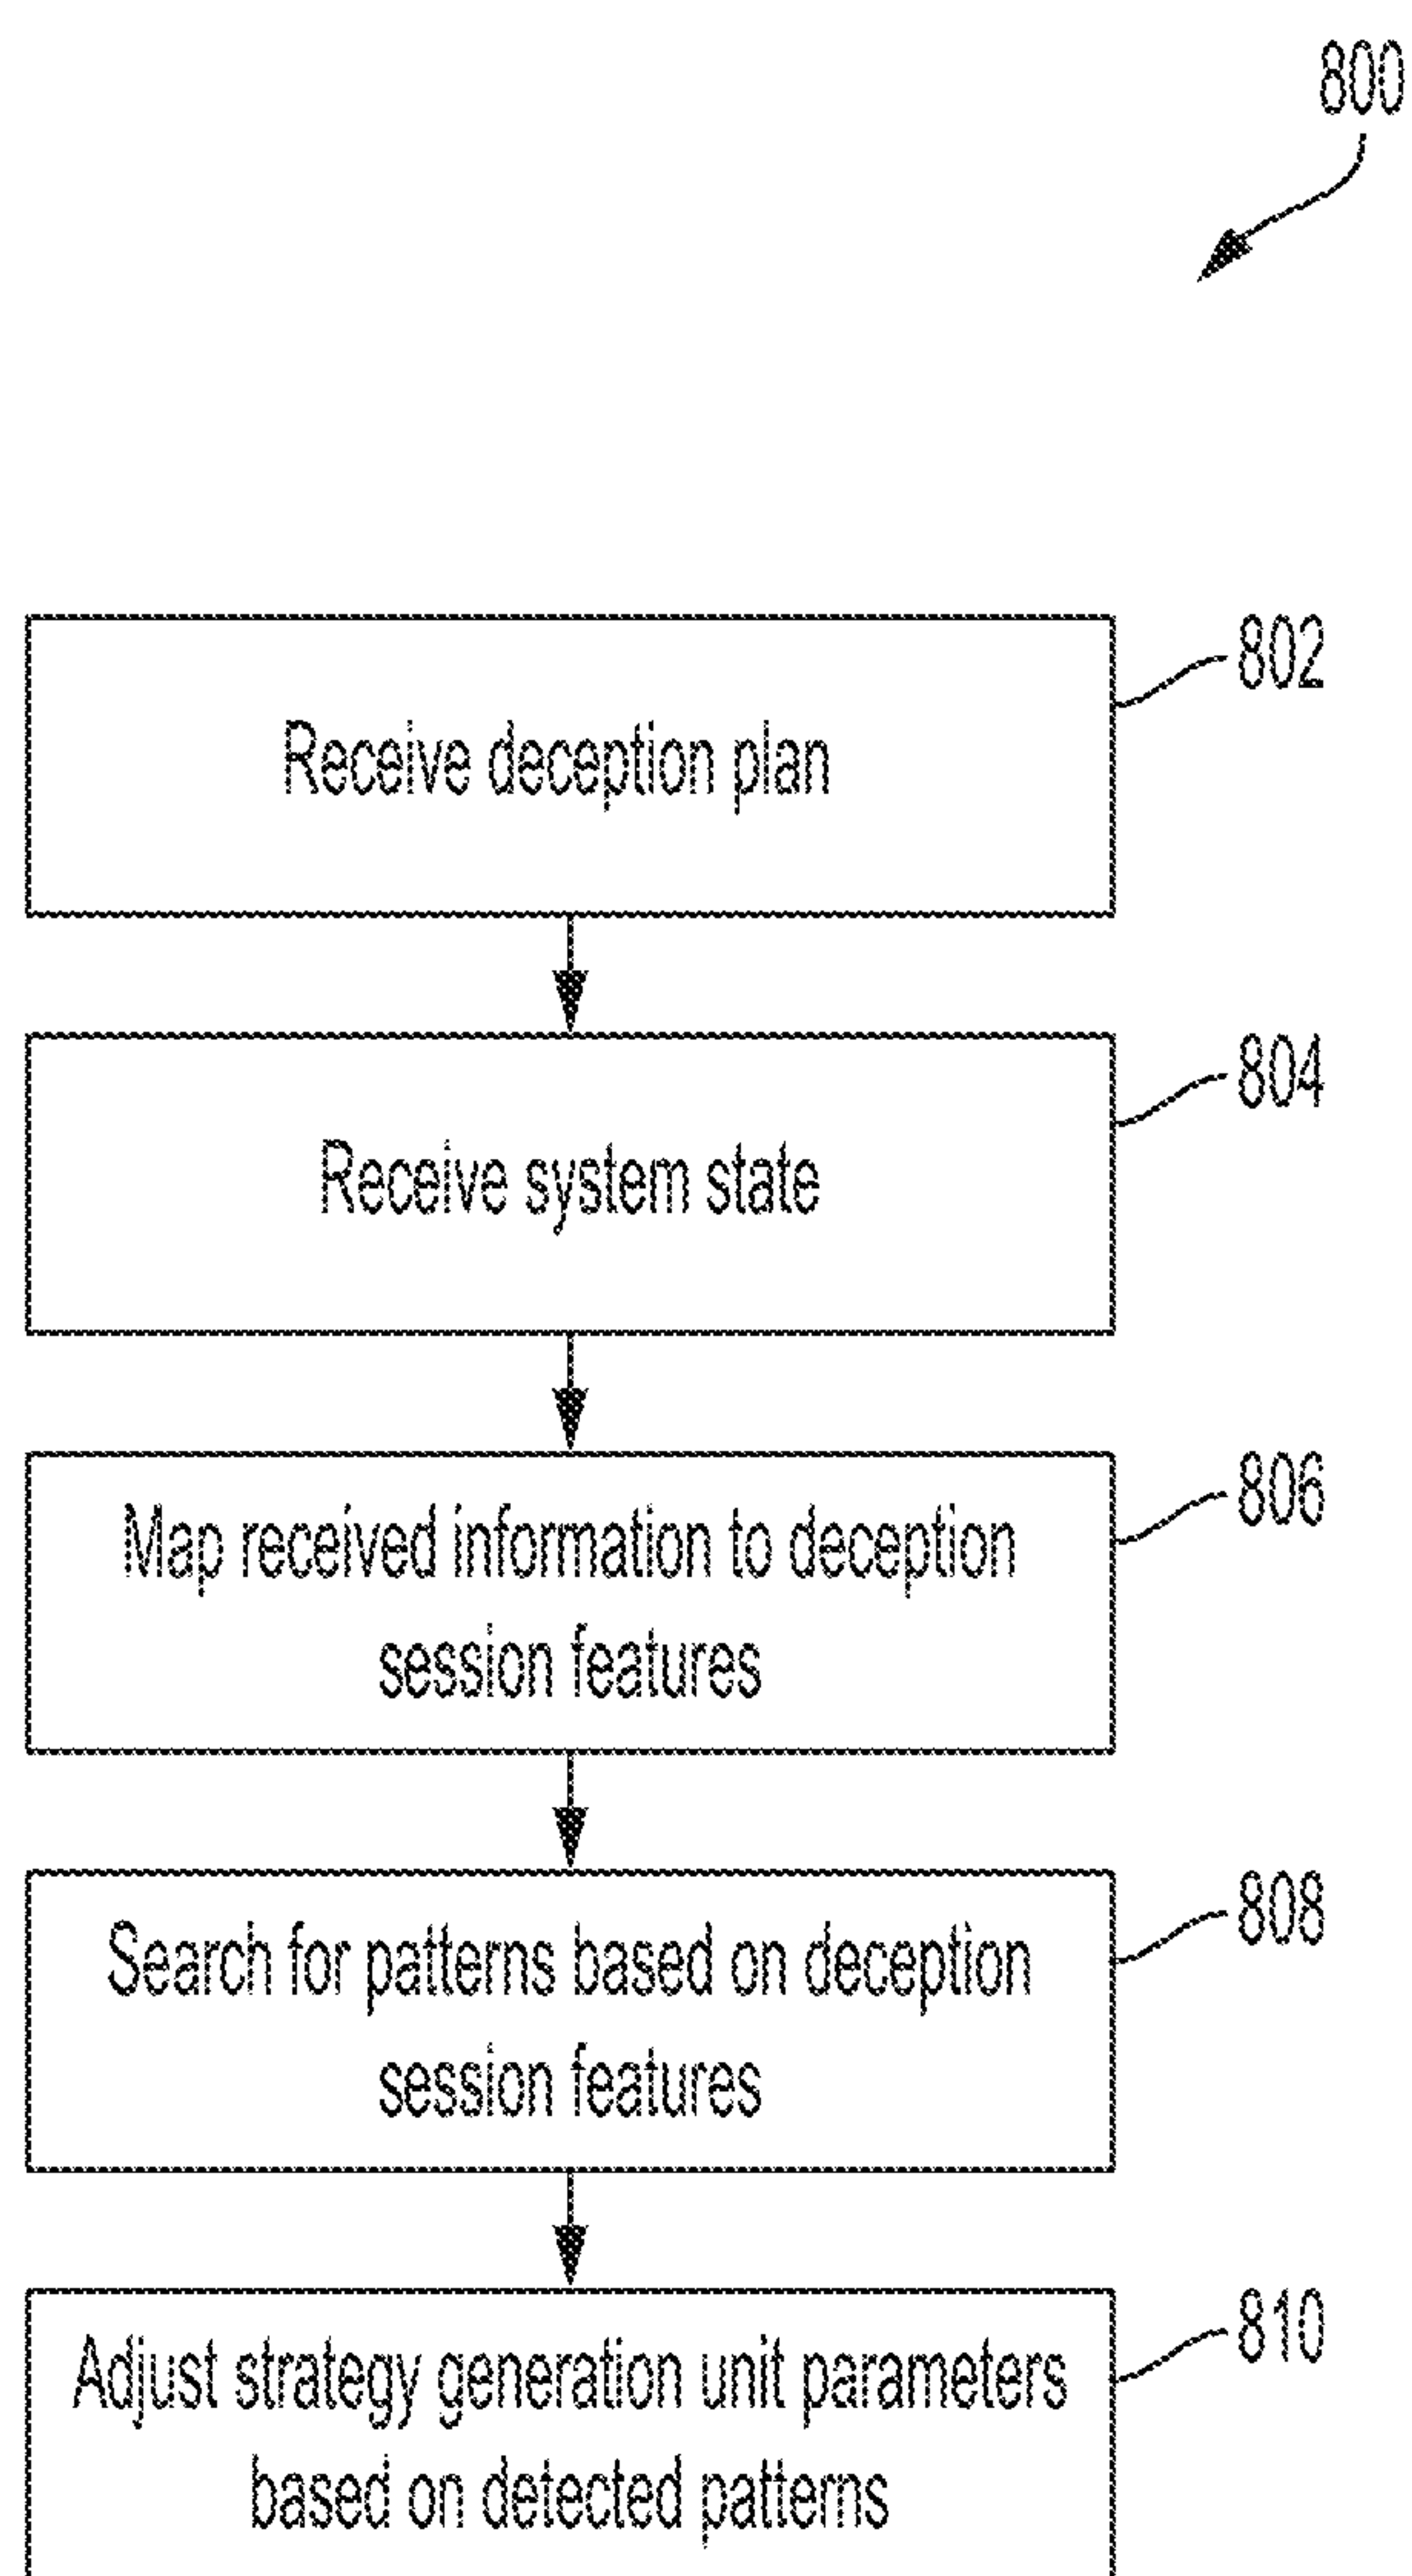 800
802
Receive deception plan
804
Receive system state
806
Map received information to deception
session features
808
Search for patterns based on deception
session features
810
Adjust strategy generation unit parameters
based on detected patterns